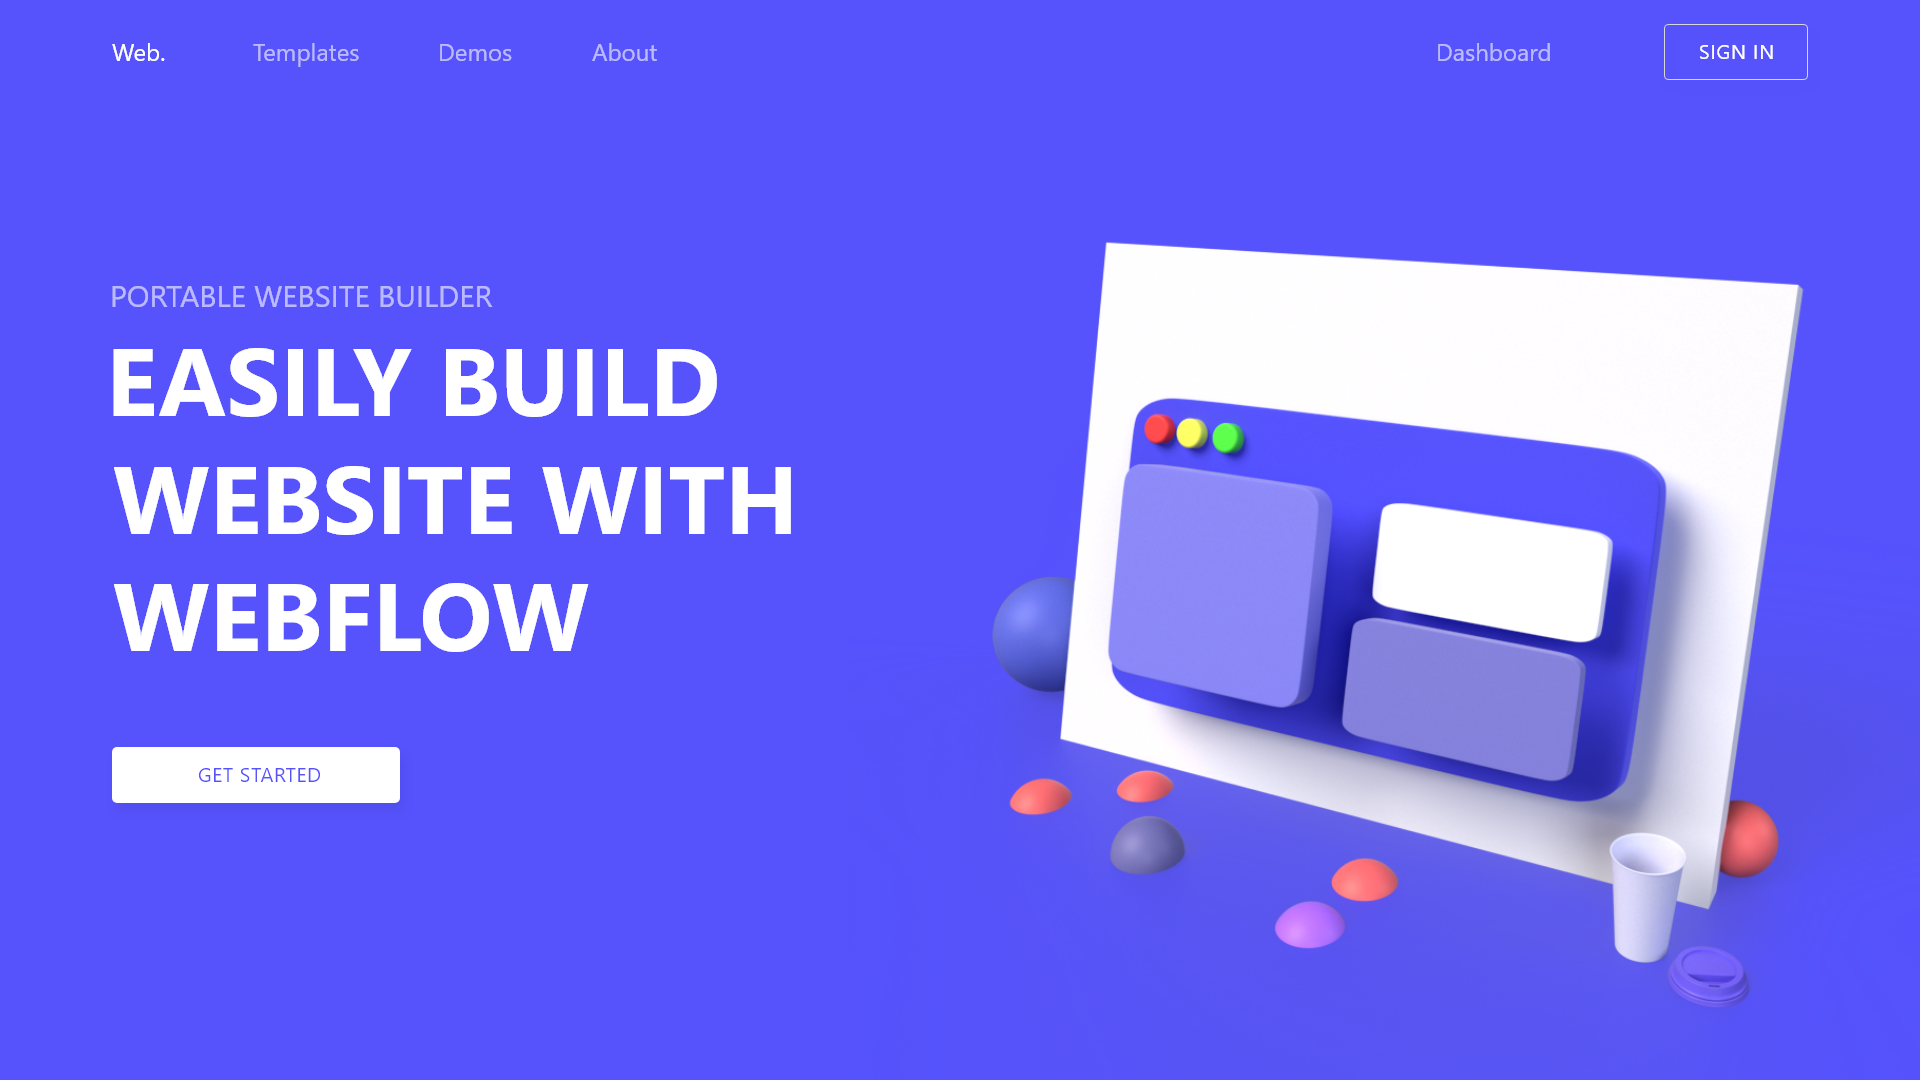 Web. Templates Demos About Dashboard SIGN IN
PORTABLE WEBSITE BUILDER
EASILY BUILD
WEBSITE WITH
WEBFLOW
GET STARTED